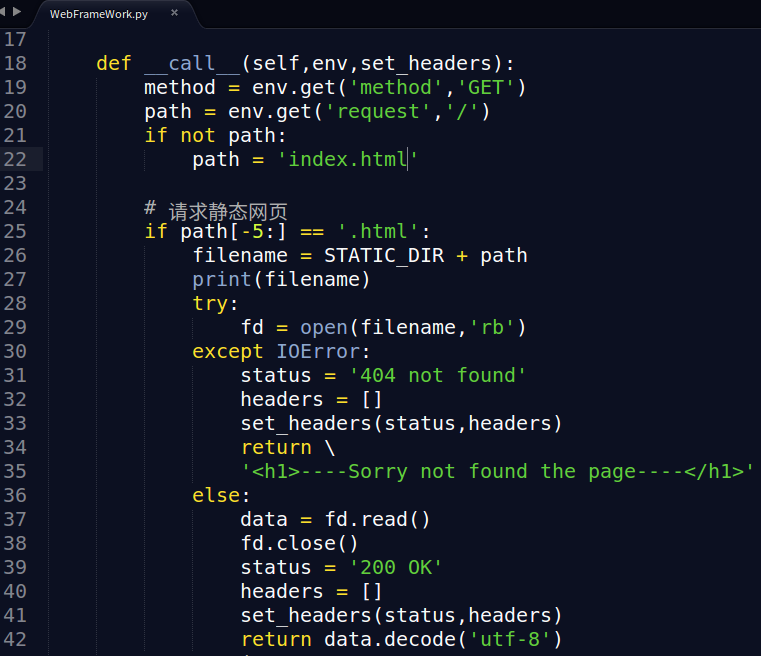 WebFrameWork.py ×
17
18 def __call__(self,env,set_headers):
19 method = env.get('method','GET')
20 path = env.get('request','/')
21 if not path:
22 path = 'index.html'
23
24 # 请求静态网页
25 if path[-5:] == '.html':
26 filename = STATIC_DIR + path
27 print(filename)
28 try:
29 fd = open(filename,'rb')
30 except IOError:
31 status = '404 not found'
32 headers = []
33 set_headers(status,headers)
34 return \
35 '<h1>----Sorry not found the page----</h1>'
36 else:
37 data = fd.read()
38 fd.close()
39 status = '200 OK'
40 headers = []
41 set_headers(status,headers)
42 return data.decode('utf-8')